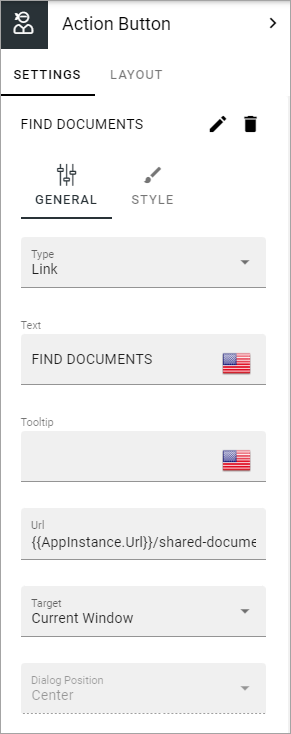 Action Button
SETTINGS LAYOUT
FIND DOCUMENTS
GENERAL STYLE
Type
Link
Text
FIND DOCUMENTS
Tooltip
Url
{{AppInstance.Url}}/shared-docume
Target
Current Window
Dialog Position
Center